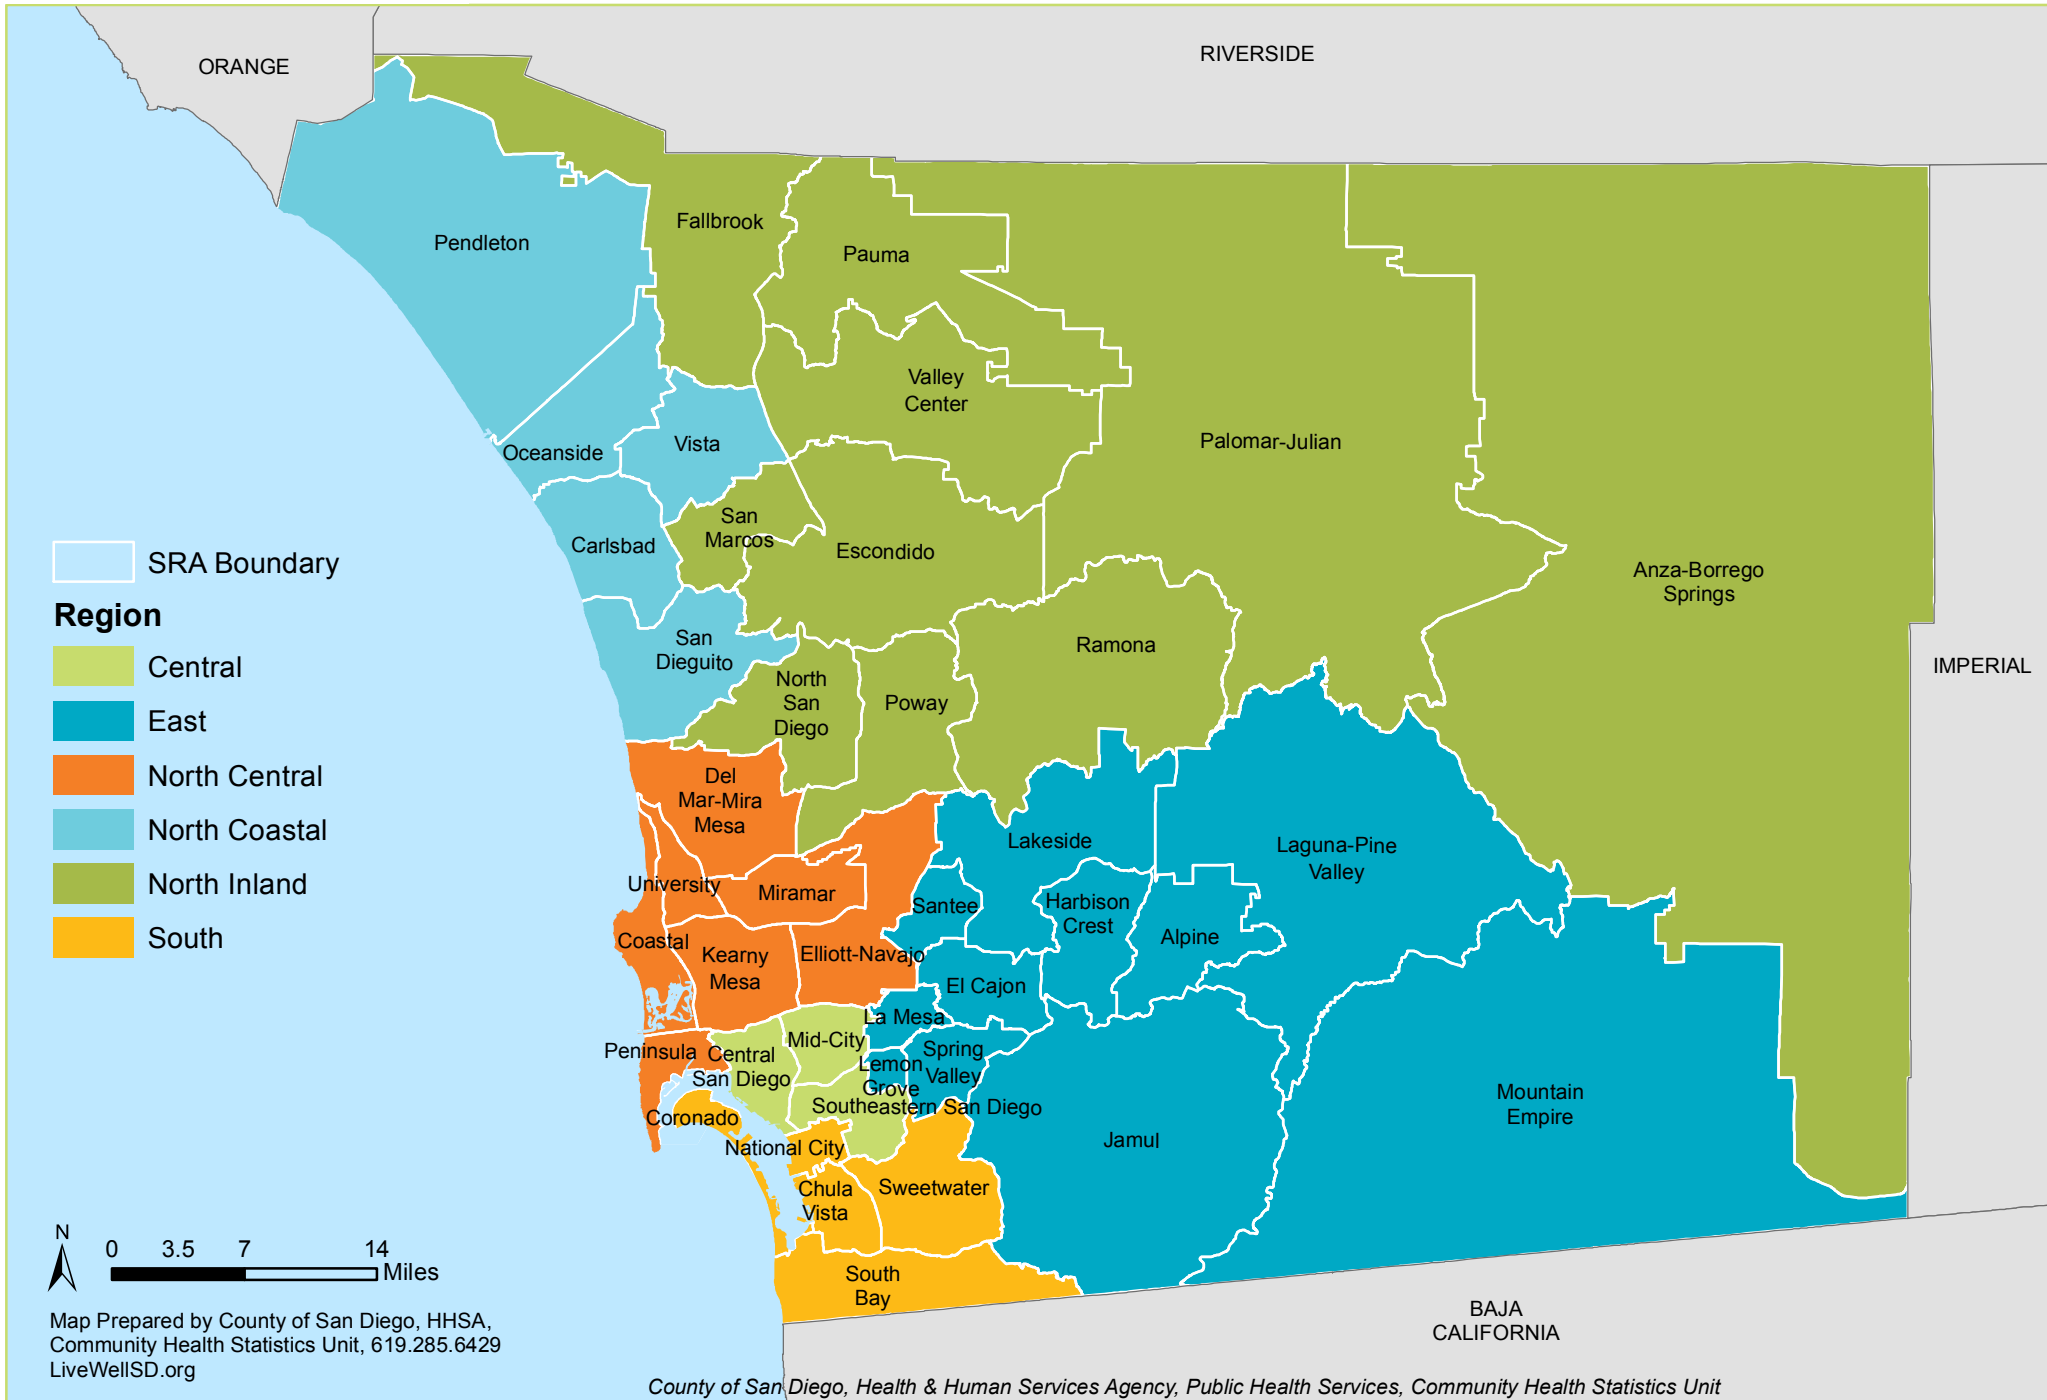 ORANGE
RIVERSIDE
Fallbrook
Pendleton
Pauma
Valley
Center
Palomar-Julian
Vista
Oceanside
San
Marcos
Carlsbad
Escondido
Anza-Borrego
Springs
San
Dieguito
Ramona
IMPERIAL
North
San
Diego
Poway
Del
Mar-Mira
Mesa
Lakeside
Laguna-Pine
Valley
University
Miramar
Santee
Harbison
Crest
Alpine
Coastal
Kearny
Mesa
Elliott-Navajo
El Cajon
La Mesa
Mid-City
Peninsula
Central
San Diego
Lemon
Grove
Spring
Valley
Southeastern San Diego
Mountain
Empire
Coronado
National City
Jamul
Chula
Vista
Sweetwater
South
Bay
BAJA
CALIFORNIA
SRA Boundary
Region
Central
East
North Central
North Coastal
North Inland
South
N
0 3.5 7 14
Miles
Map Prepared by County of San Diego, HHSA,
Community Health Statistics Unit, 619.285.6429
LiveWellSD.org
County of San Diego, Health & Human Services Agency, Public Health Services, Community Health Statistics Unit